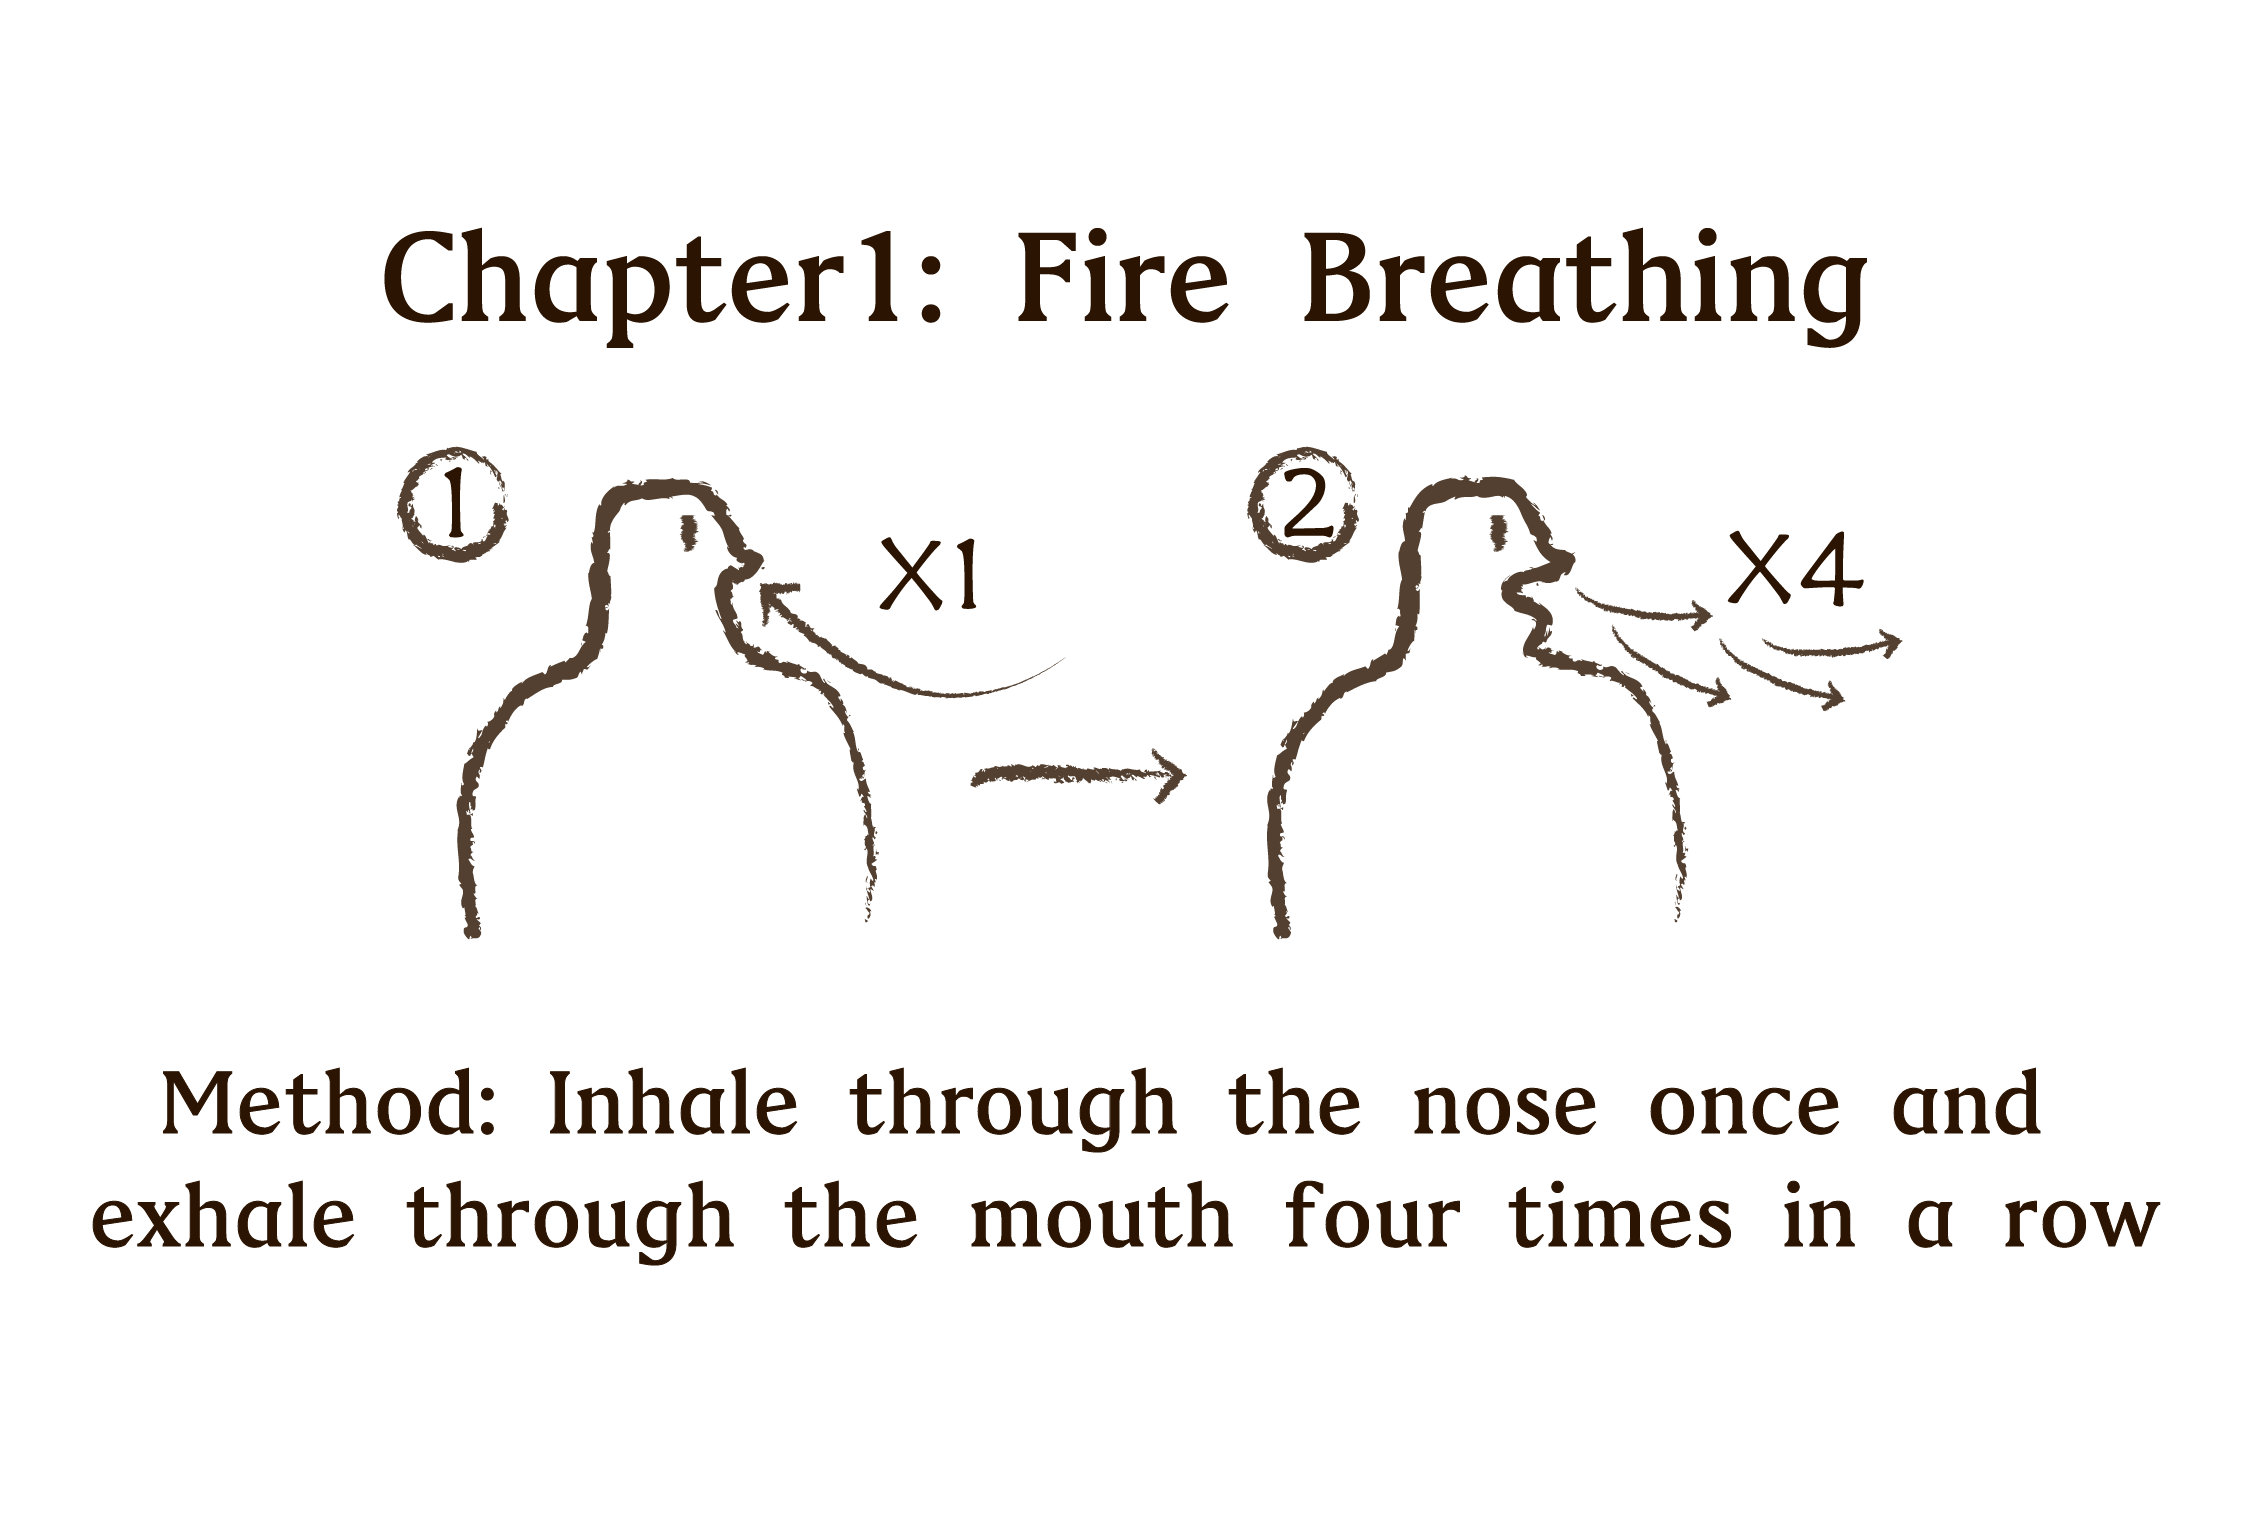 Chapter1: Fire Breathing
1
2
X1
X4
Method: Inhale through the nose once and
exhale through the mouth four times in a row